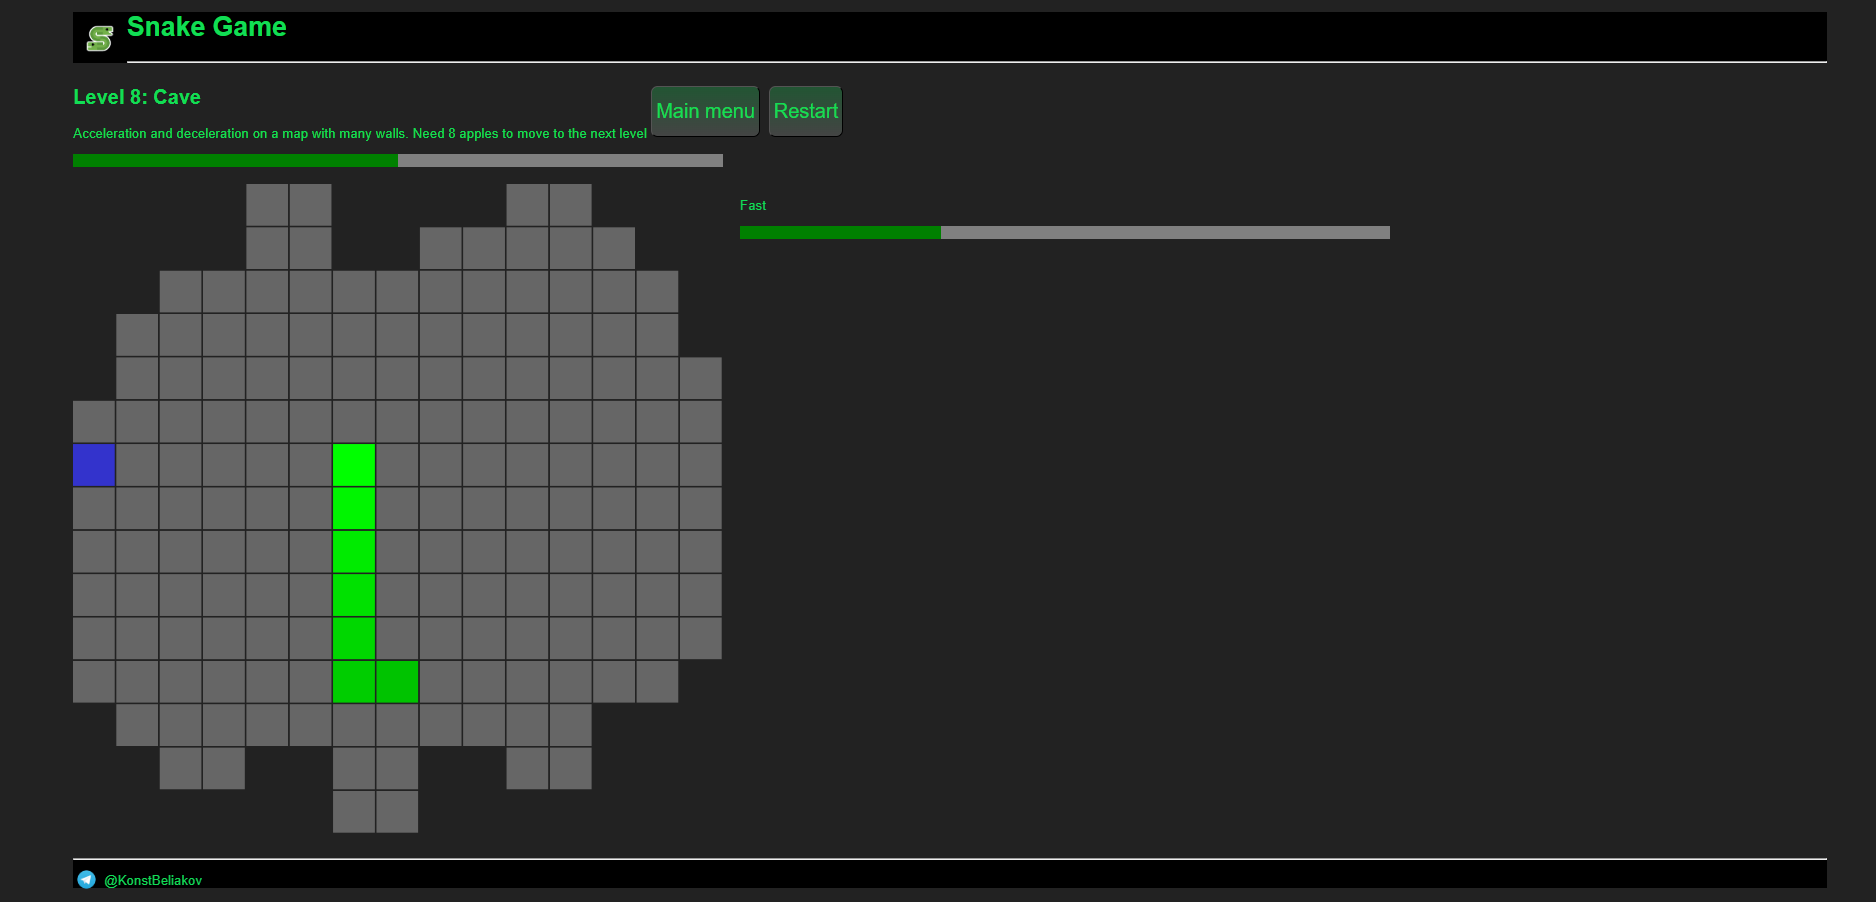 Snake Game
Level 8: Cave
Main menu
Restart
Acceleration and deceleration on a map with many walls. Need 8 apples to move to the next level
Fast
@KonstBeliakov